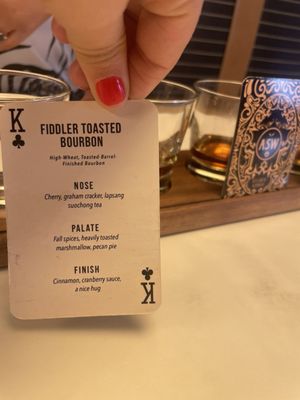 K
FIDDLER TOASTED
BOURBON
High-Wheat, Toasted-Barrel-
Finished Bourbon
NOSE
Cherry, graham cracker, lapsang
suochong tea
PALATE
Fall spices, heavily toasted
marshmallow, pecan pie
FINISH
Cinnamon, cranberry sauce,
a nice hug
K
ASW